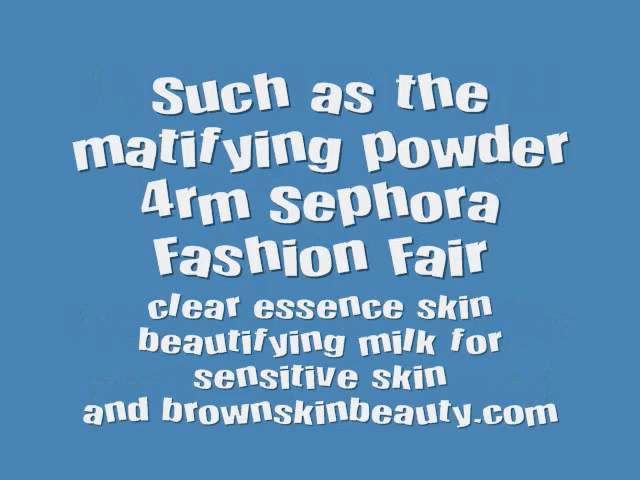 Such as the
matifying powder
4rm Sephora
Fashion Fair
clear essence skin
beautifying milk for
sensitive skin
and brownskinbeauty.com